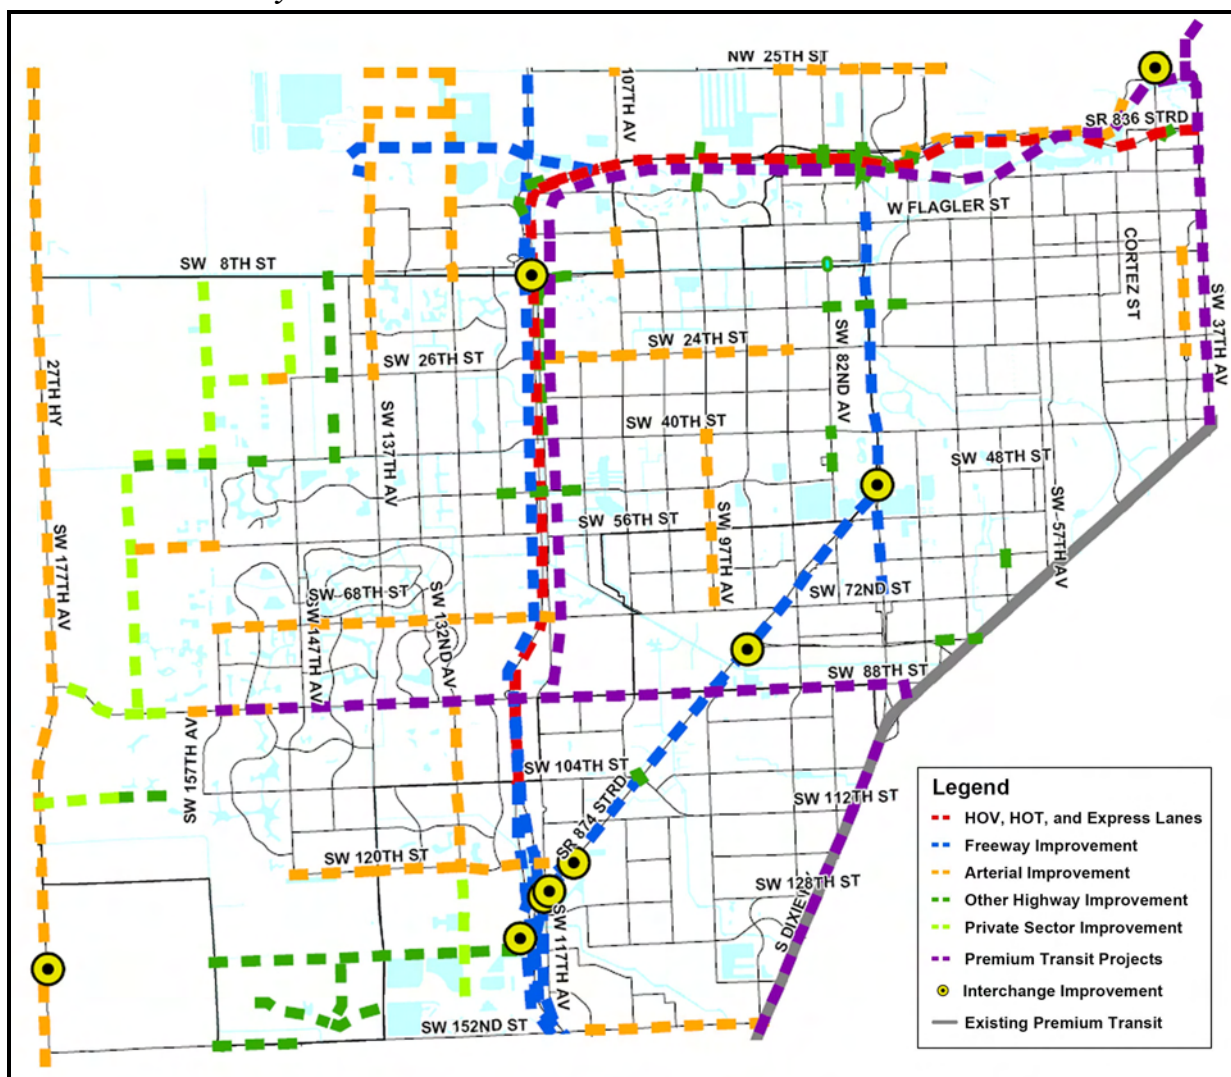 NW 25TH ST
107TH AV
SR 836 STRD
W FLAGLER ST
CORTEZ ST
SW 8TH ST
SW 37TH AV
SW 24TH ST
SW 26TH ST
SW 82ND AV
27TH HY
SW 137TH AV
SW 40TH ST
SW 48TH ST
SW 56TH ST
SW 97TH AV
SW 57TH AV
SW 177TH AV
SW 68TH ST
SW 72ND ST
SW 147TH AV
SW 132ND AV
SW 88TH ST
SW 157TH AV
SW 104TH ST
SR 874 STRD
SW 112TH ST
SW 120TH ST
SW 128TH ST
SW 117TH AV
S DIXIE
SW 152ND ST
Legend
HOV, HOT, and Express Lanes
Freeway Improvement
Arterial Improvement
Other Highway Improvement
Private Sector Improvement
Premium Transit Projects
Interchange Improvement
Existing Premium Transit